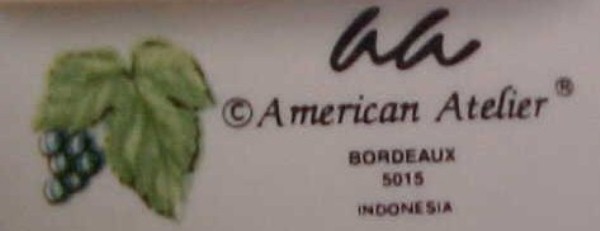 aa
© American Atelier ®
BORDEAUX
5015
INDONESIA